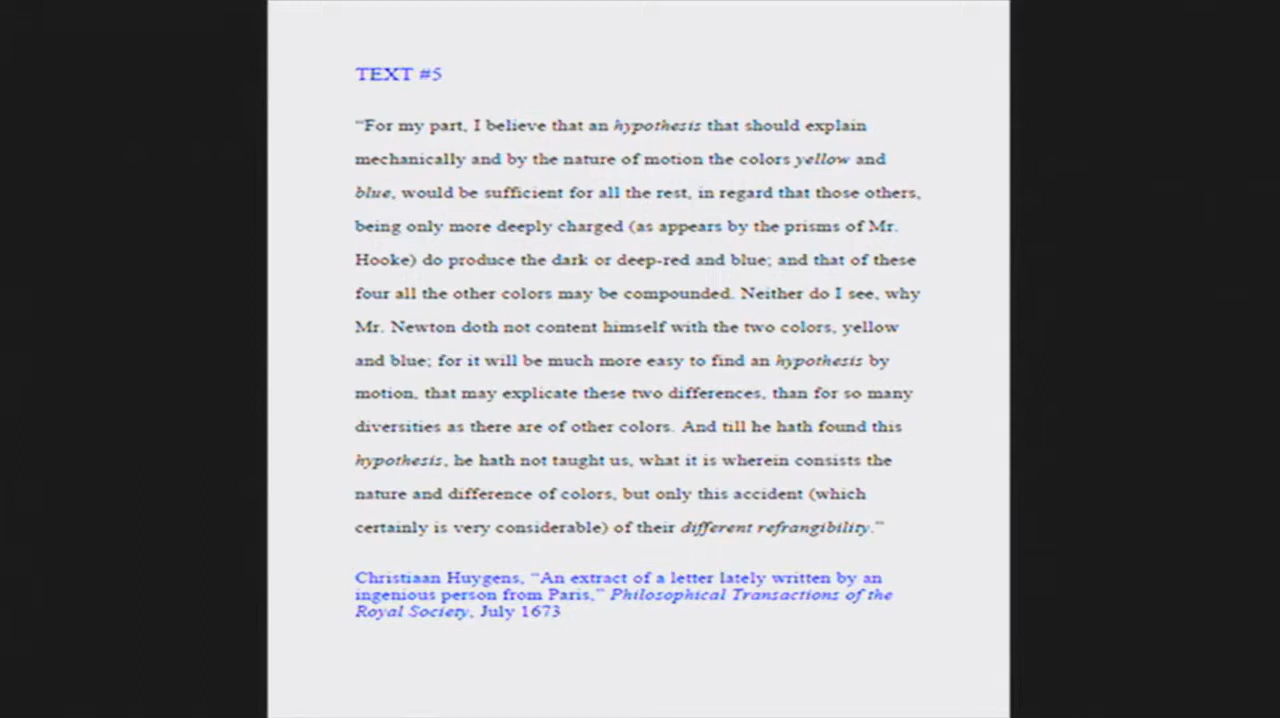 TEXT #5
“For my part, I believe that an hypothesis that should explain
mechanically and by the nature of motion the colors yellow and
blue, would be sufficient for all the rest, in regard that those others,
being only more deeply charged (as appears by the prisms of Mr.
Hooke) do produce the dark or deep-red and blue; and that of these
four all the other colors may be compounded. Neither do I see, why
Mr. Newton doth not content himself with the two colors, yellow
and blue; for it will be much more easy to find an hypothesis by
motion, that may explicate these two differences, than for so many
diversities as there are of other colors. And till he hath found this
hypothesis, he hath not taught us, what it is wherein consists the
nature and difference of colors, but only this accident (which
certainly is very considerable) of their different refrangibility.”
Christiaan Huygens, “An extract of a letter lately written by an
ingenious person from Paris,” Philosophical Transactions of the
Royal Society, July 1673